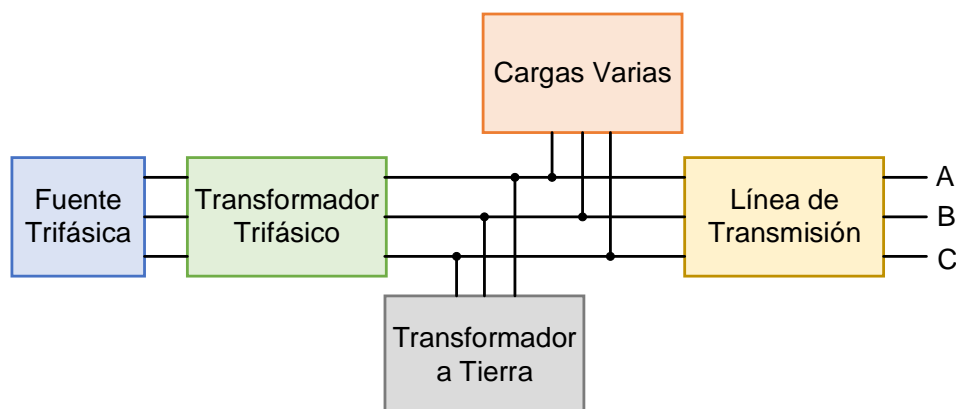 Cargas Varias
Fuente
Trifásica
Transformador
Trifásico
Línea de
Transmisión
A
B
C
Transformador
a Tierra